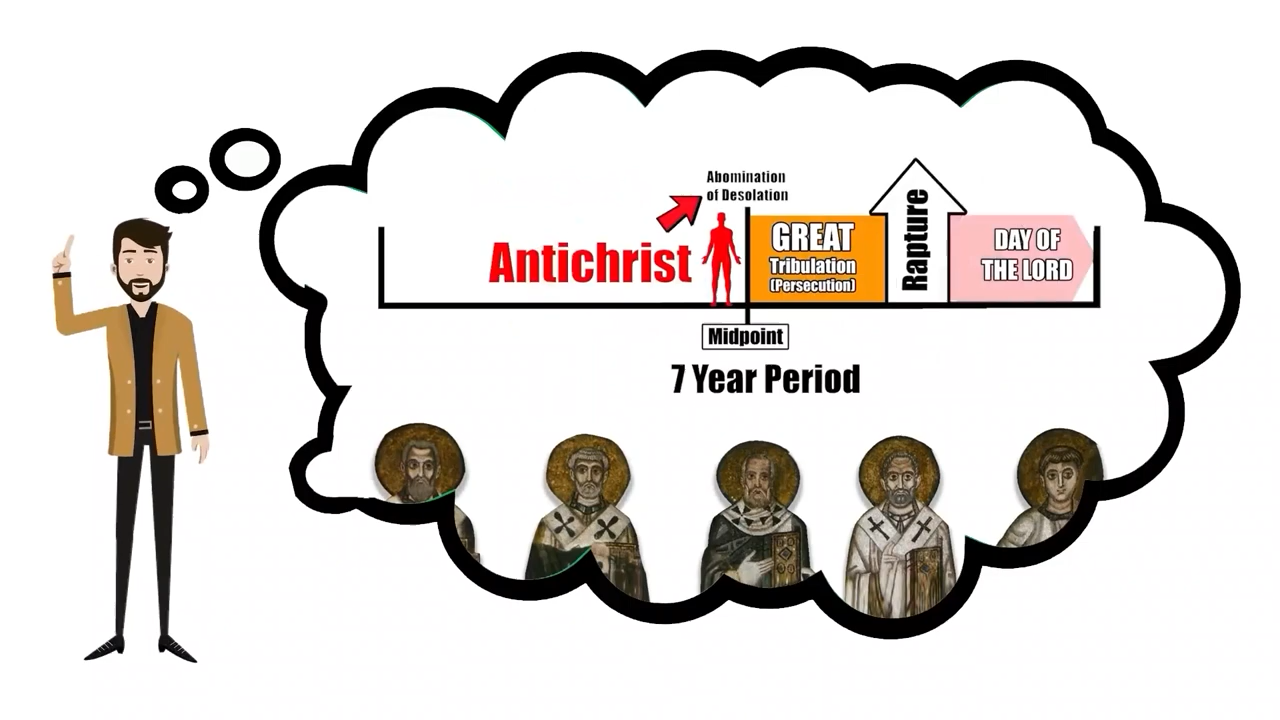 Abomination
of Desolation
Antichrist
GREAT
Tribulation
(Persecution)
Rapture
DAY OF
THE LORD
Midpoint
7 Year Period